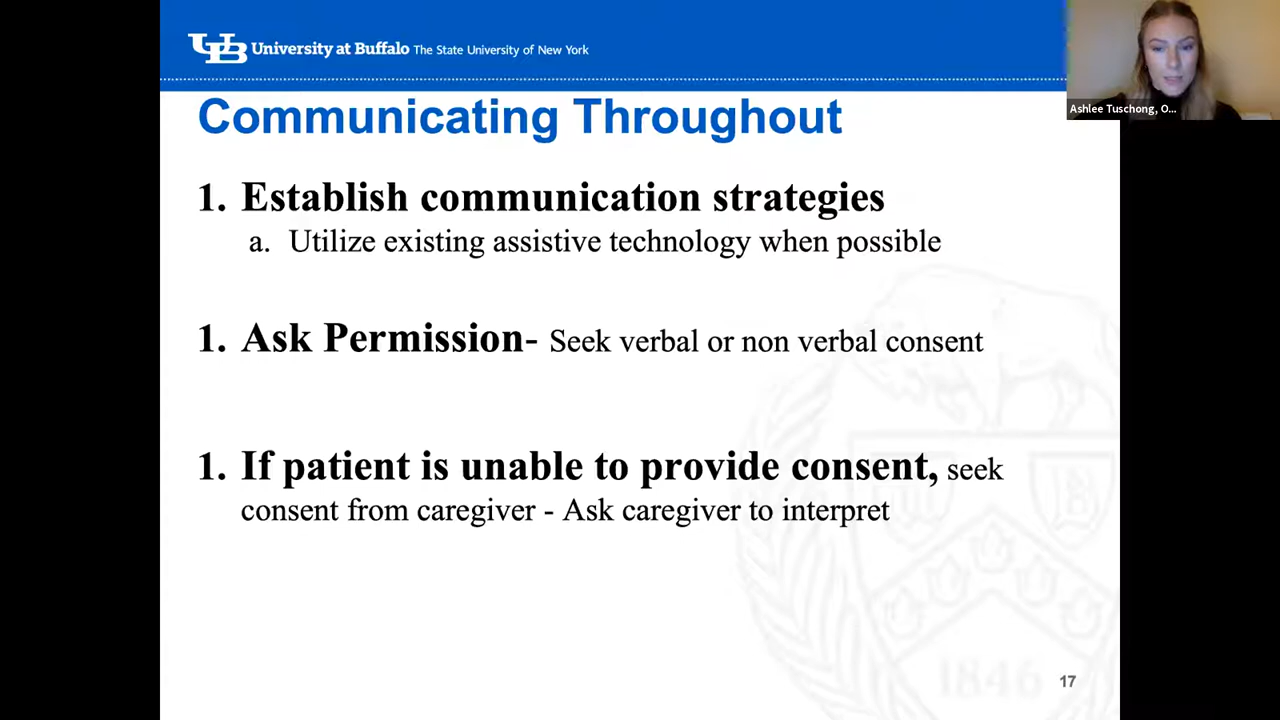 UB University at Buffalo The State University of New York
Ashlee Tuschong, O...
Communicating Throughout
1. Establish communication strategies
a. Utilize existing assistive technology when possible
1. Ask Permission- Seek verbal or non verbal consent
1. If patient is unable to provide consent, seek
consent from caregiver - Ask caregiver to interpret
1846
17